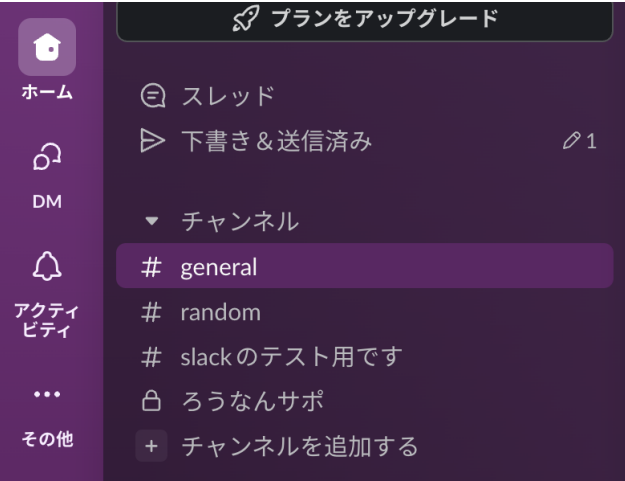 プランをアップグレード
ホーム
スレッド
下書き＆送信済み
1
DM
チャンネル
# general
アクティ
ビティ
# random
# slackのテスト用です
ろうなんサポ
その他
+ チャンネルを追加する